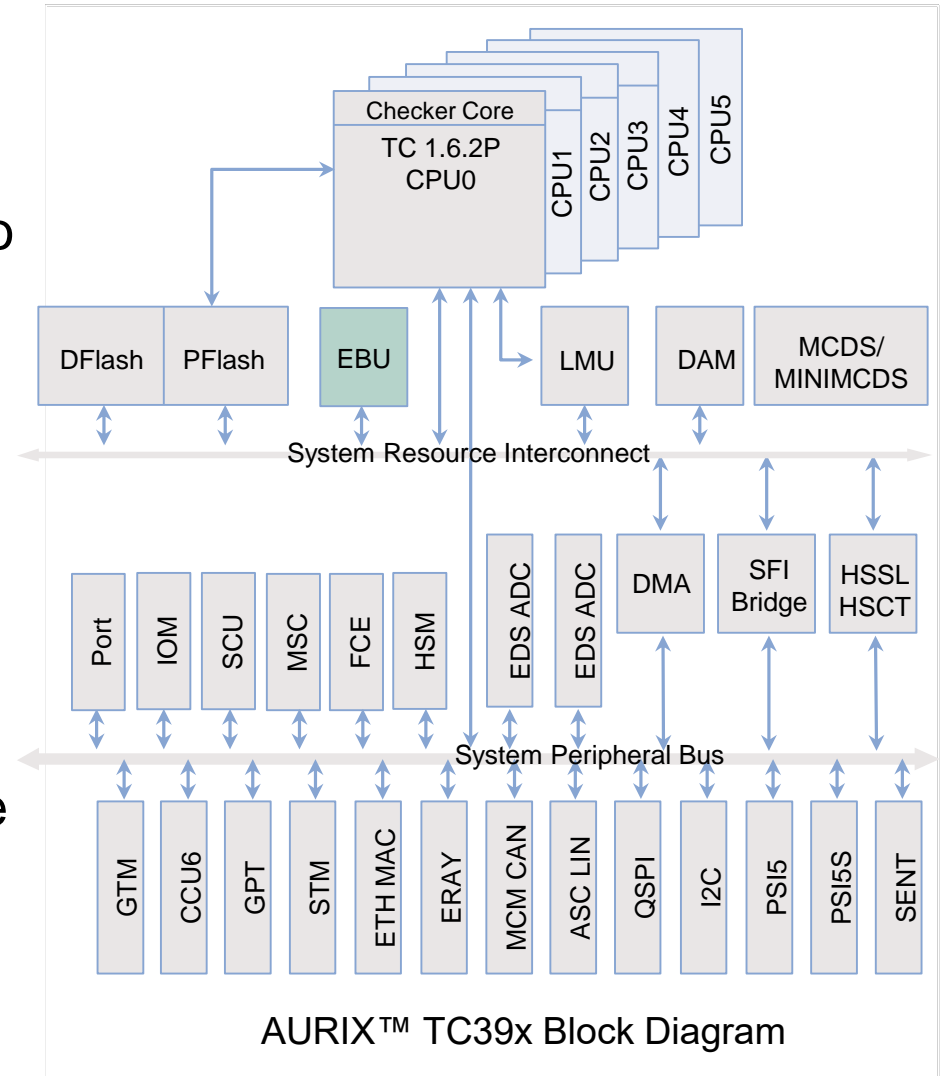 Checker Core
TC 1.6.2P
CPU0
CPU1
CPU2
CPU3
CPU4
CPU5
o
DFlash
PFlash
EBU
LMU
DAM
MCDS/
MINIMCDS
System Resource Interconnect
Port
IOM
SCU
MSC
FCE
HSM
EDS ADC
EDS ADC
DMA
SFI
Bridge
HSSL
HSCT
System Peripheral Bus
e
GTM
CCU6
GPT
STM
ETH MAC
ERAY
MCM CAN
ASC LIN
QSPI
I2C
PSI5
PSI5S
SENT
AURIX™ TC39x Block Diagram